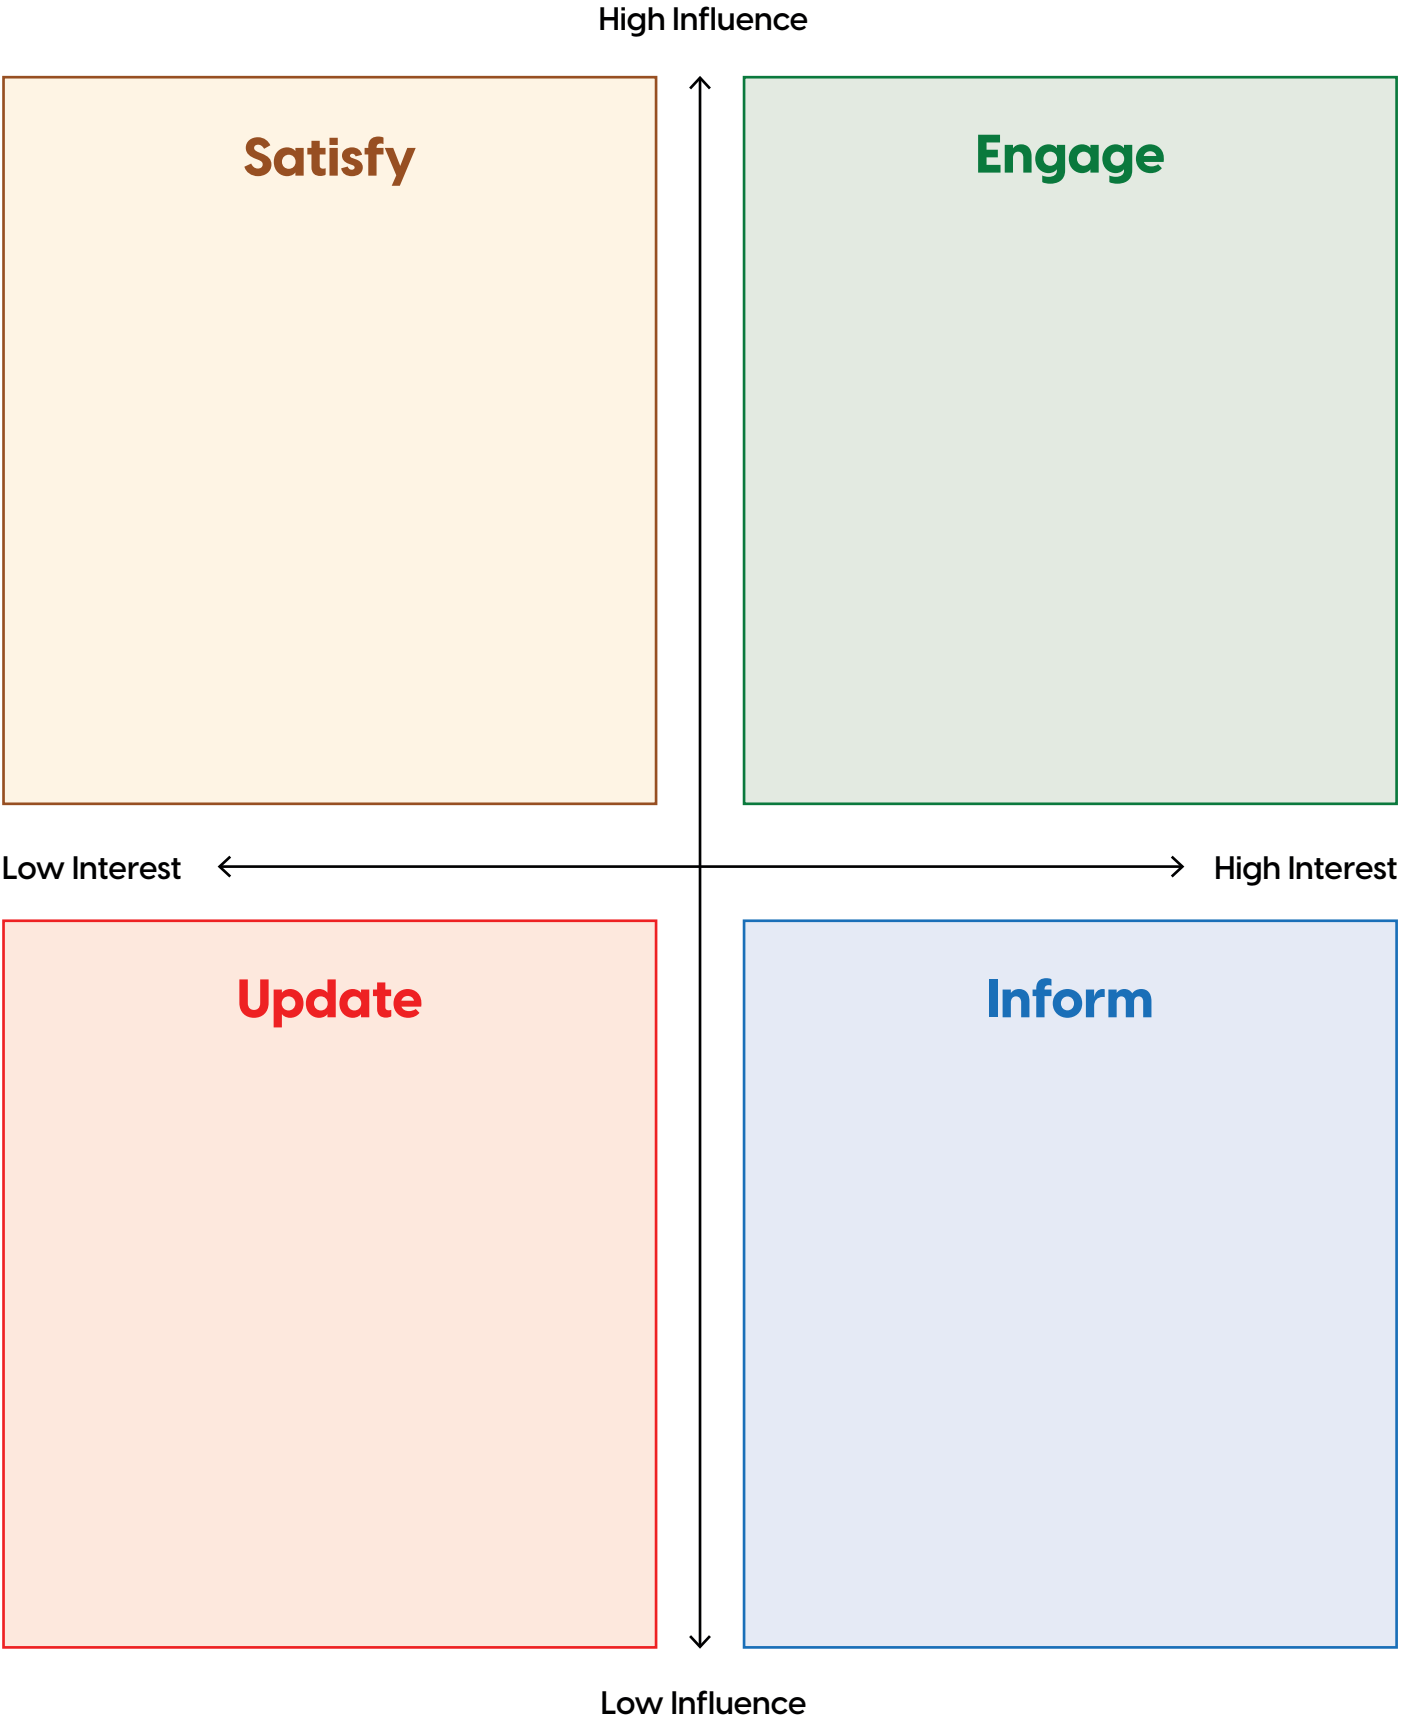 High Influence
Satisfy
Engage
Low Interest
High Interest
Update
Inform
Low Influence